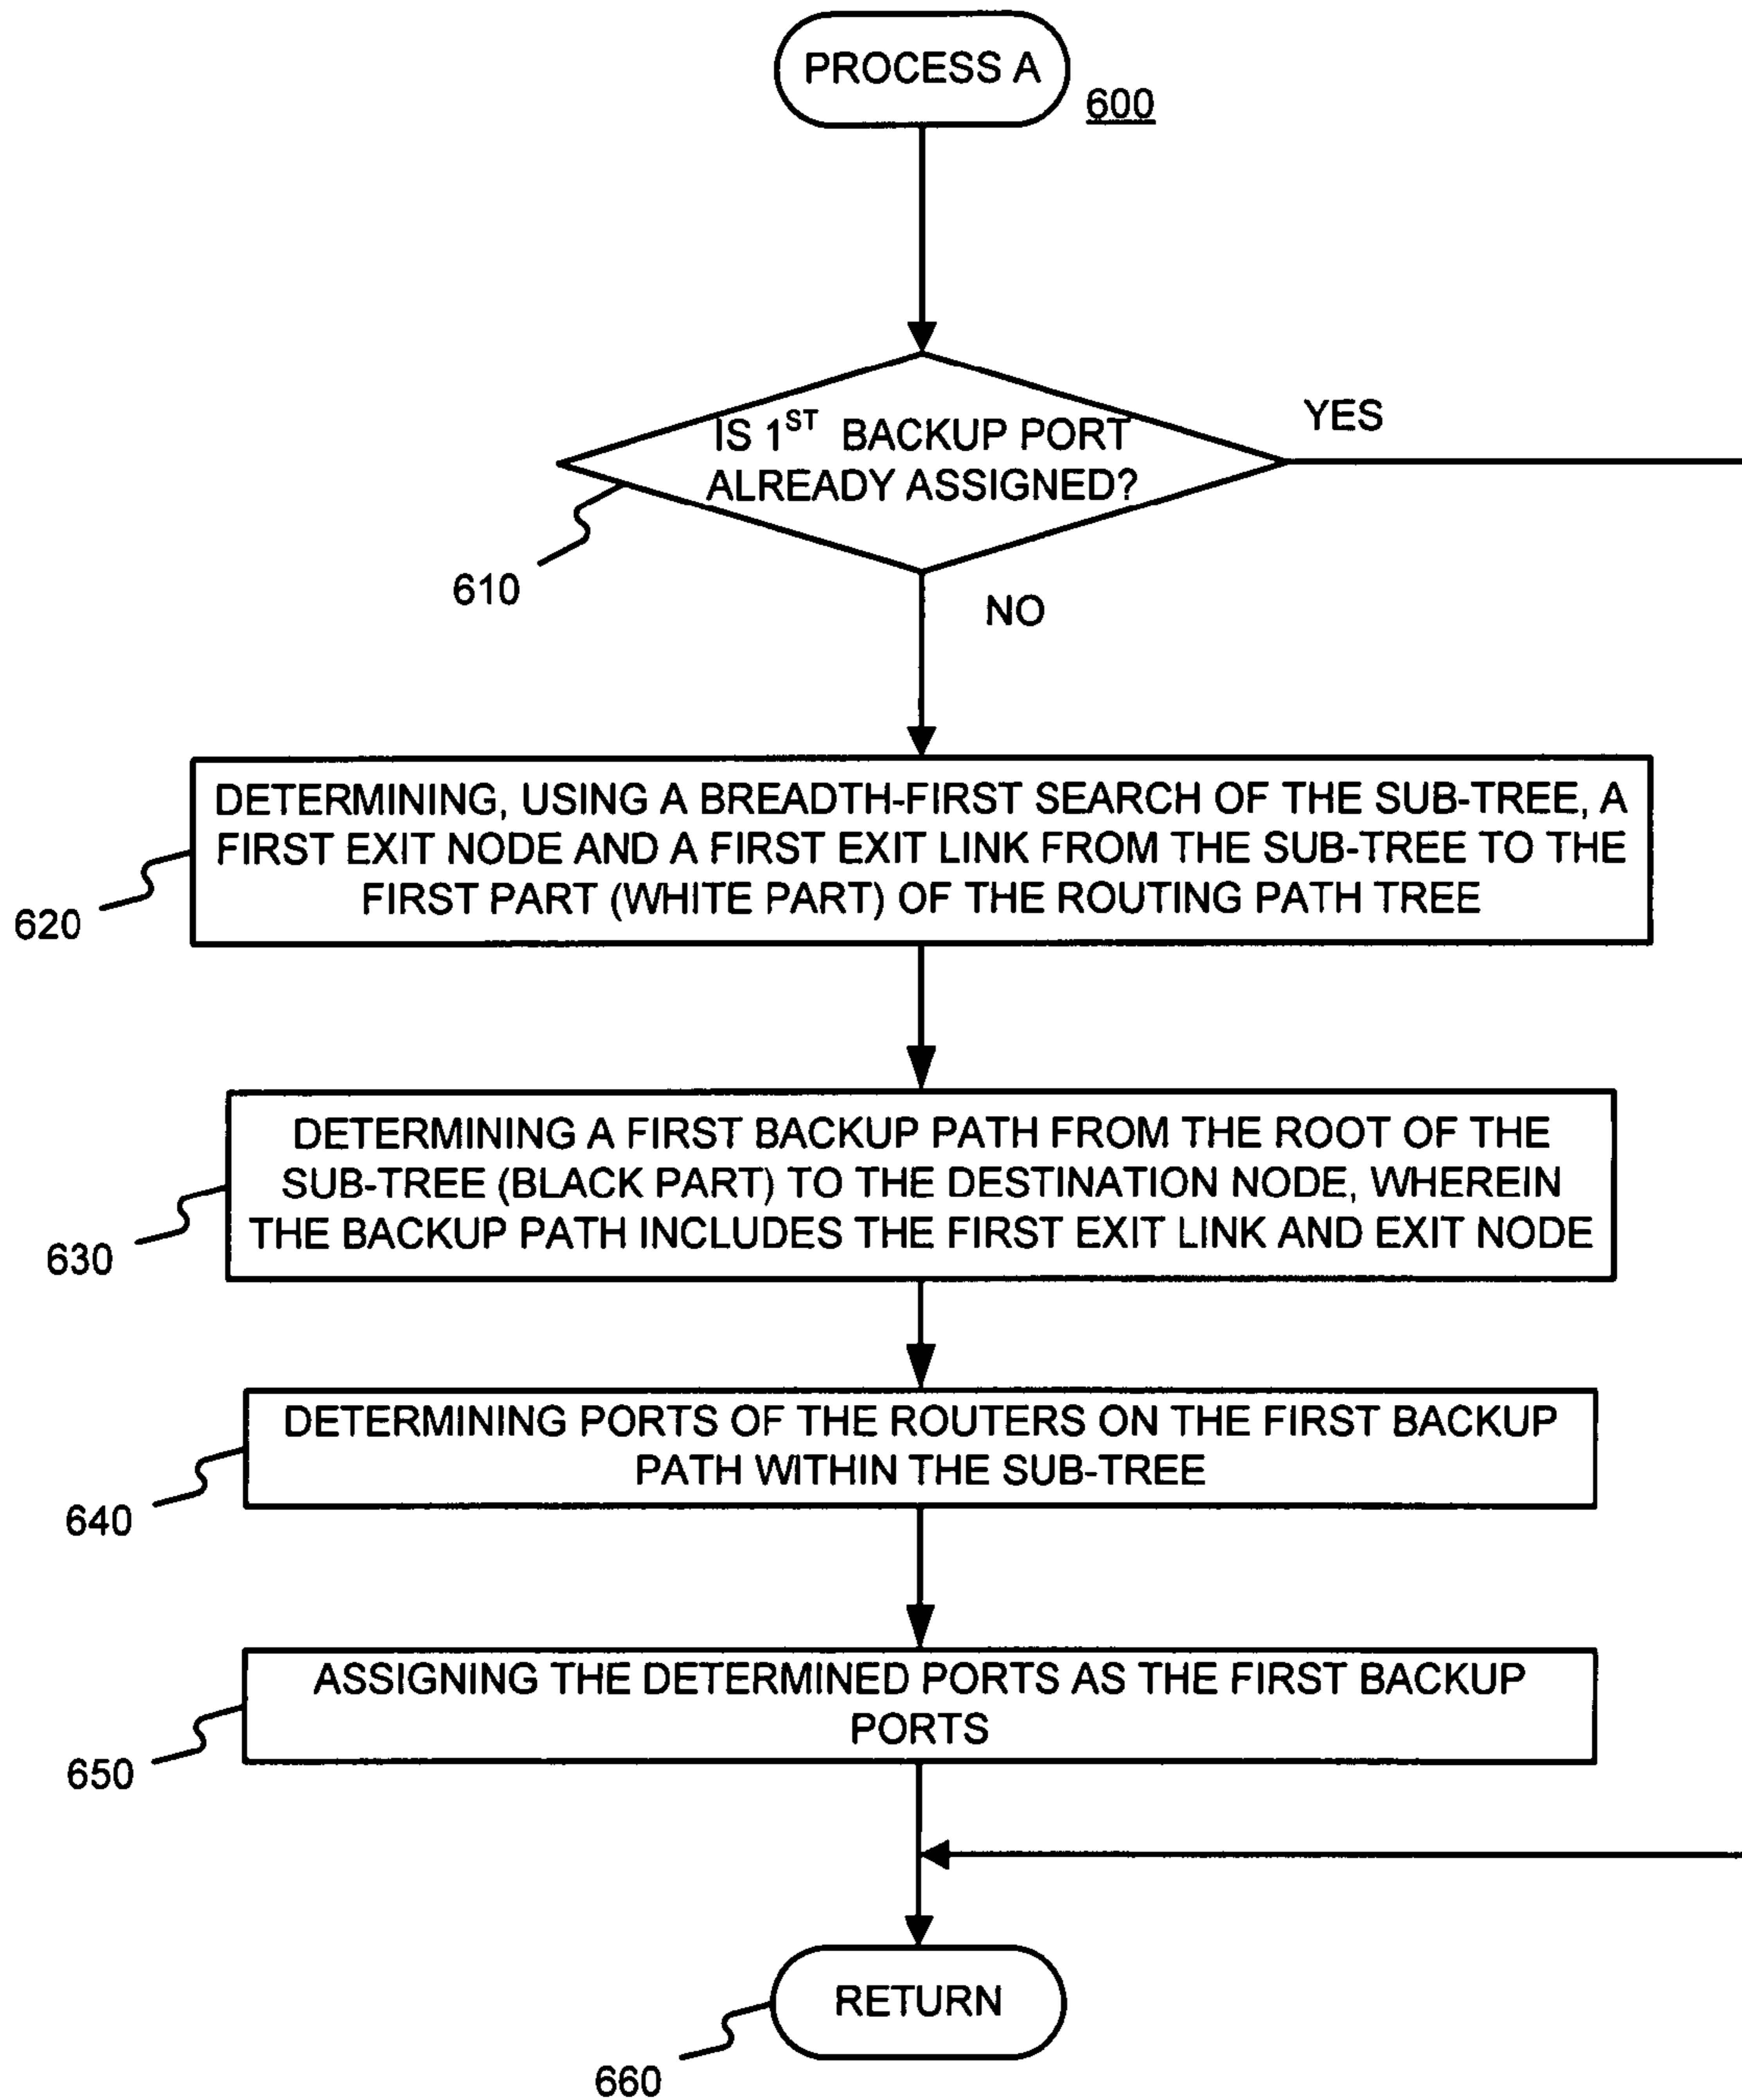 PROCESS A
600
IS 1ST BACKUP PORT
ALREADY ASSIGNED?
YES
610
NO
DETERMINING, USING A BREADTH-FIRST SEARCH OF THE SUB-TREE, A
FIRST EXIT NODE AND A FIRST EXIT LINK FROM THE SUB-TREE TO THE
FIRST PART (WHITE PART) OF THE ROUTING PATH TREE
620
DETERMINING A FIRST BACKUP PATH FROM THE ROOT OF THE
SUB-TREE (BLACK PART) TO THE DESTINATION NODE, WHEREIN
THE BACKUP PATH INCLUDES THE FIRST EXIT LINK AND EXIT NODE
630
DETERMINING PORTS OF THE ROUTERS ON THE FIRST BACKUP
PATH WITHIN THE SUB-TREE
640
ASSIGNING THE DETERMINED PORTS AS THE FIRST BACKUP
PORTS
650
RETURN
660